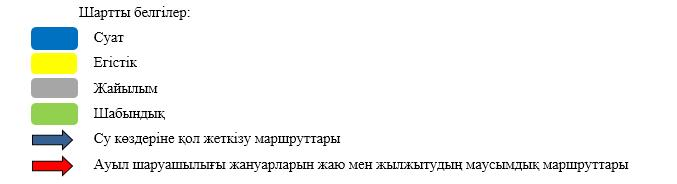 Шартты белгілер:
Суат
Егістік
Жайылым
Шабындық
Су көздеріне қол жеткізу маршруттары
Ауыл шаруашылығы жануарларын жаю мен жылжытудың маусымдық маршруттары